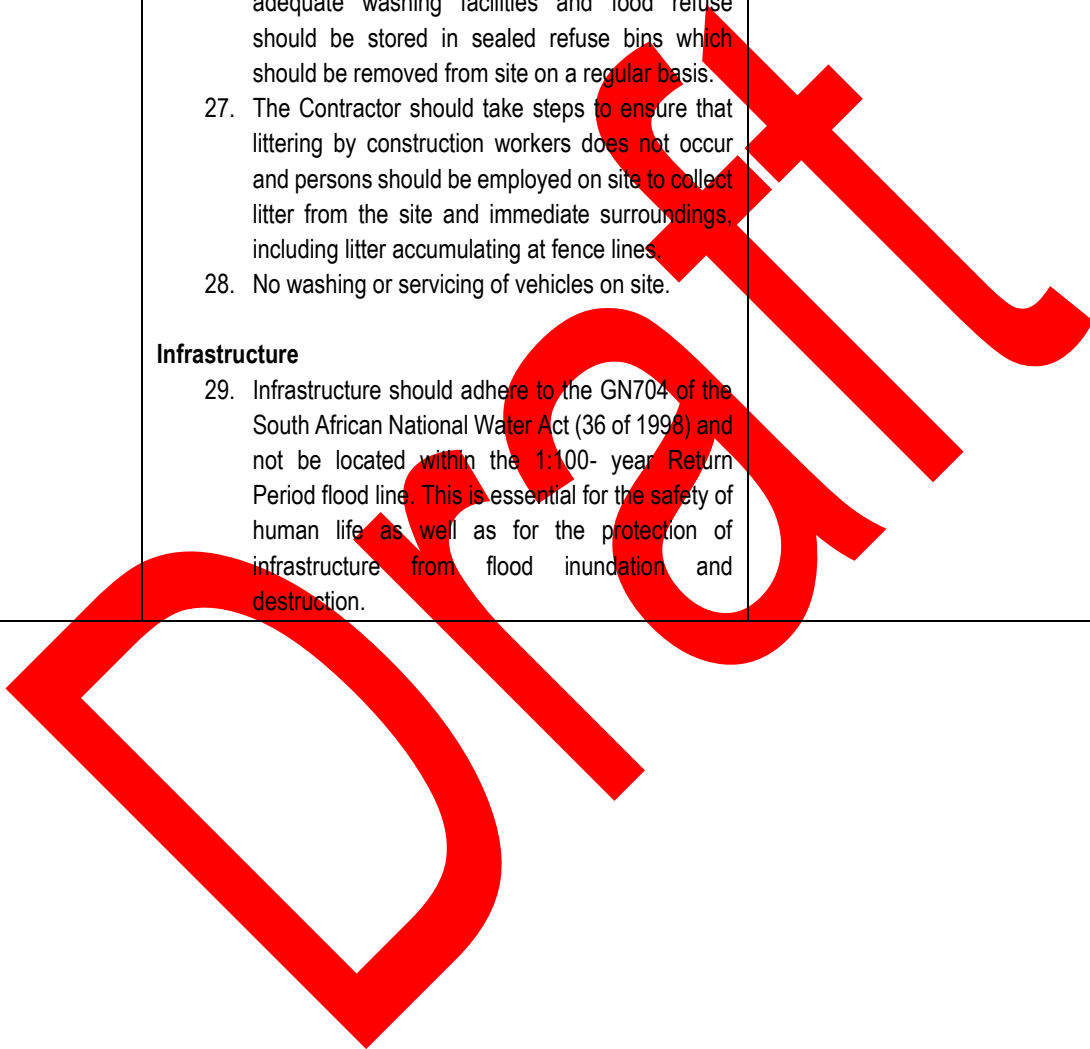 adequate washing facilities and food refuse
should be stored in sealed refuse bins which
should be removed from site on a regular basis.
27. The Contractor should take steps to ensure that
littering by construction workers does not occur
and persons should be employed on site to collect
litter from the site and immediate surroundings,
including litter accumulating at fence lines.
28. No washing or servicing of vehicles on site.
Infrastructure
29. Infrastructure should adhere to the GN704 of the
South African National Water Act (36 of 1998) and
not be located within the 1:100- year Return
Period flood line. This is essential for the safety of
human life as well as for the protection of
infrastructure from flood inundation and
destruction.
Draft